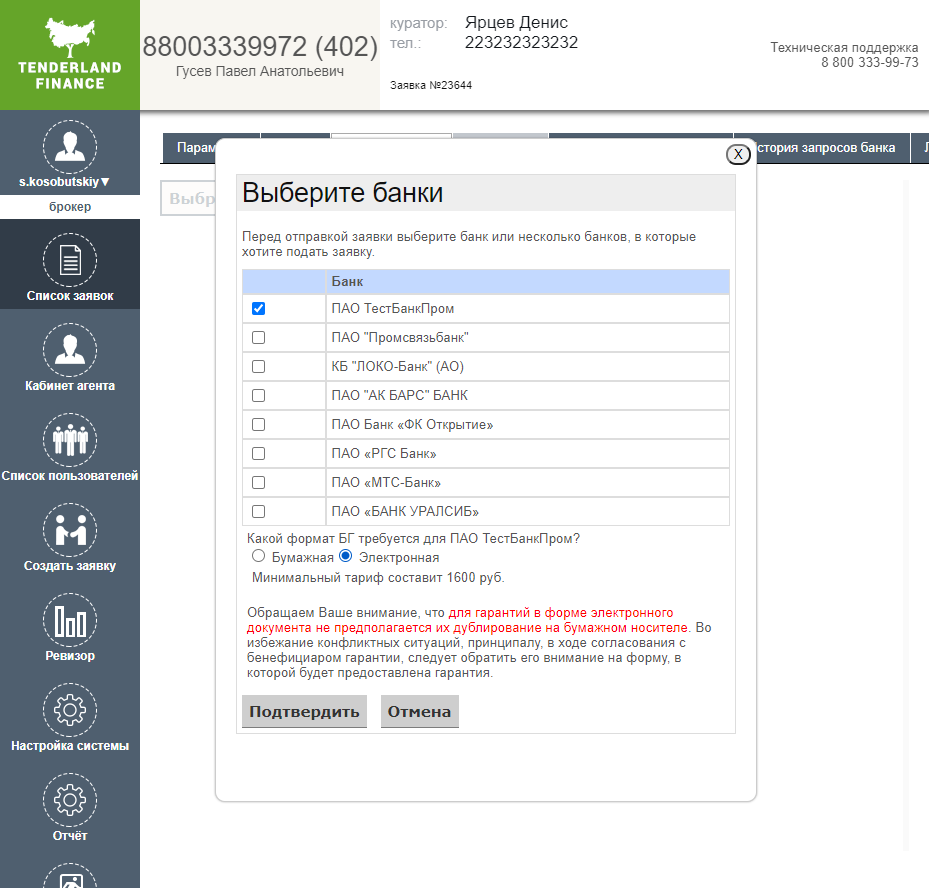 TENDERLAND
FINANCE
88003339972 (402)
Гусев Павел Анатольевич
куратор: Ярцев Денис
тел.: 223232323232
Заявка №23644
Техническая поддержка
8 800 333-99-73
s.kosobutskiy▼
брокер
Список заявок
Кабинет агента
Список пользователей
Создать заявку
Ревизор
Настройка системы
Отчёт
Парам
стория запросов банка
Л
Выбр
X
Выберите банки
Перед отправкой заявки выберите банк или несколько банков, в которые
хотите подать заявку.
Банк
ПАО ТестБанкПром
ПАО "Промсвязьбанк"
КБ "ЛОКО-Банк" (АО)
ПАО "АК БАРС" БАНК
ПАО Банк «ФК Открытие»
ПАО «РГС Банк»
ПАО «МТС-Банк»
ПАО «БАНК УРАЛСИБ»
Какой формат БГ требуется для ПАО ТестБанкПром?
Бумажная Электронная
Минимальный тариф составит 1600 руб.
Обращаем Ваше внимание, что для гарантий в форме электронного
документа не предполагается их дублирование на бумажном носителе. Во
избежание конфликтных ситуаций, принципалу, в ходе согласования с
бенефициаром гарантии, следует обратить его внимание на форму, в
которой будет предоставлена гарантия.
Подтвердить Отмена